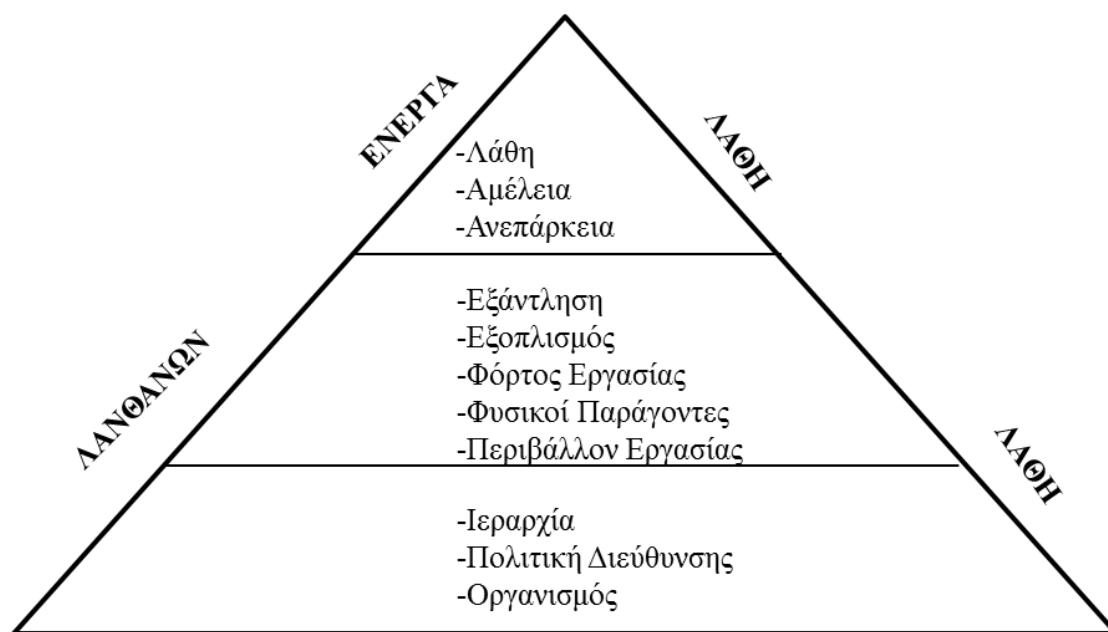 ΕΝΕΡΓΑ
ΛΑΘΗ
-Λάθη
-Αμέλεια
-Ανεπάρκεια
ΛΑΝΘΑΝΩΝ
ΛΑΘΗ
-Εξάντληση
-Εξοπλισμός
-Φόρτος Εργασίας
-Φυσικοί Παράγοντες
-Περιβάλλον Εργασίας
-Ιεραρχία
-Πολιτική Διεύθυνσης
-Οργανισμός